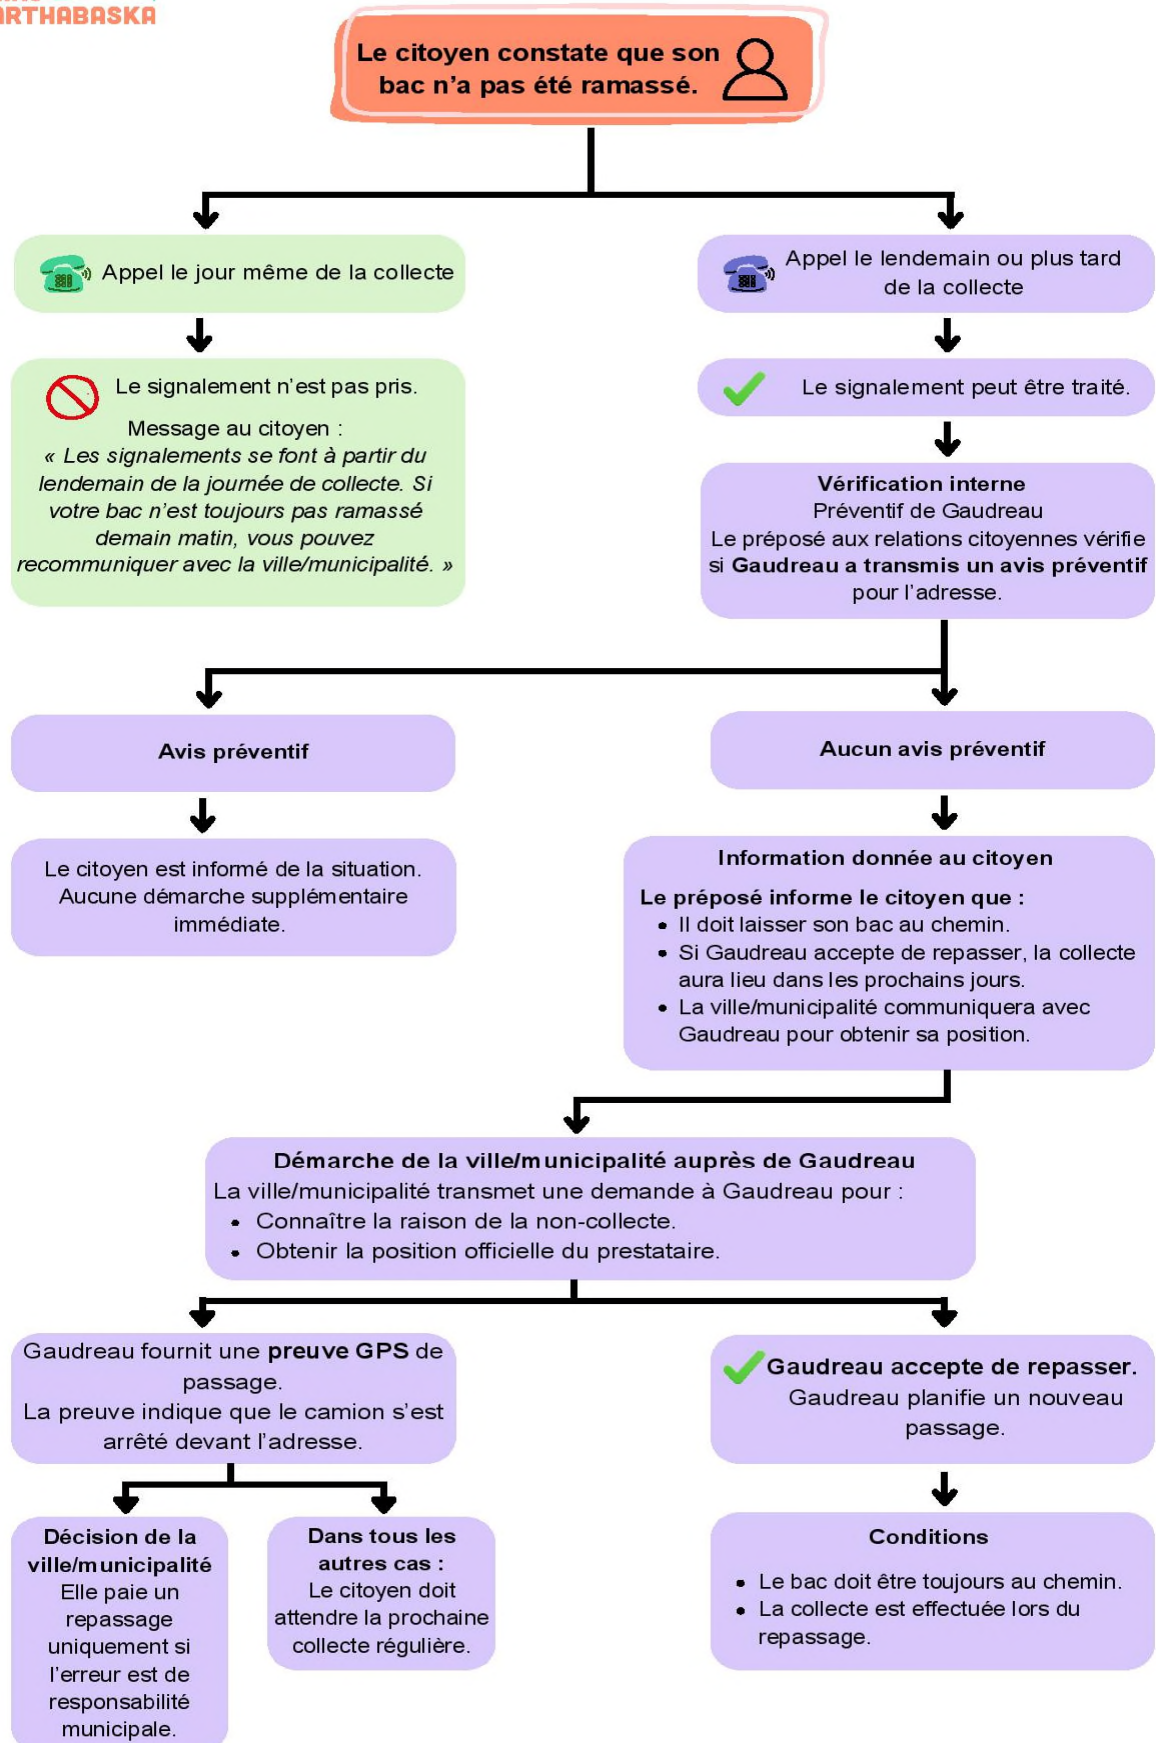 ARTHABASKA
Le citoyen constate que son
bac n'a pas été ramassé.
Appel le jour même de la collecte
Appel le lendemain ou plus tard
de la collecte
Le signalement n'est pas pris.
Message au citoyen :
« Les signalements se font à partir du
lendemain de la journée de collecte. Si
votre bac n'est toujours pas ramassé
demain matin, vous pouvez
recommuniquer avec la ville/municipalité. »
Le signalement peut être traité.
Vérification interne
Préventif de Gaudreau
Le préposé aux relations citoyennes vérifie
si Gaudreau a transmis un avis préventif
pour l'adresse.
Avis préventif
Aucun avis préventif
Le citoyen est informé de la situation.
Aucune démarche supplémentaire
immédiate.
Information donnée au citoyen
Le préposé informe le citoyen que :
• Il doit laisser son bac au chemin.
• Si Gaudreau accepte de repasser, la collecte
aura lieu dans les prochains jours.
• La ville/municipalité communiquera avec
Gaudreau pour obtenir sa position.
Démarche de la ville/municipalité auprès de Gaudreau
La ville/municipalité transmet une demande à Gaudreau pour :
• Connaître la raison de la non-collecte.
• Obtenir la position officielle du prestataire.
Gaudreau fournit une preuve GPS de
passage.
La preuve indique que le camion s'est
arrêté devant l'adresse.
Gaudreau accepte de repasser.
Gaudreau planifie un nouveau
passage.
Décision de la
ville/municipalité
Elle paie un
repassage
uniquement si
l'erreur est de
responsabilité
municipale.
Dans tous les
autres cas :
Le citoyen doit
attendre la prochaine
collecte régulière.
Conditions
• Le bac doit être toujours au chemin.
• La collecte est effectuée lors du
repassage.